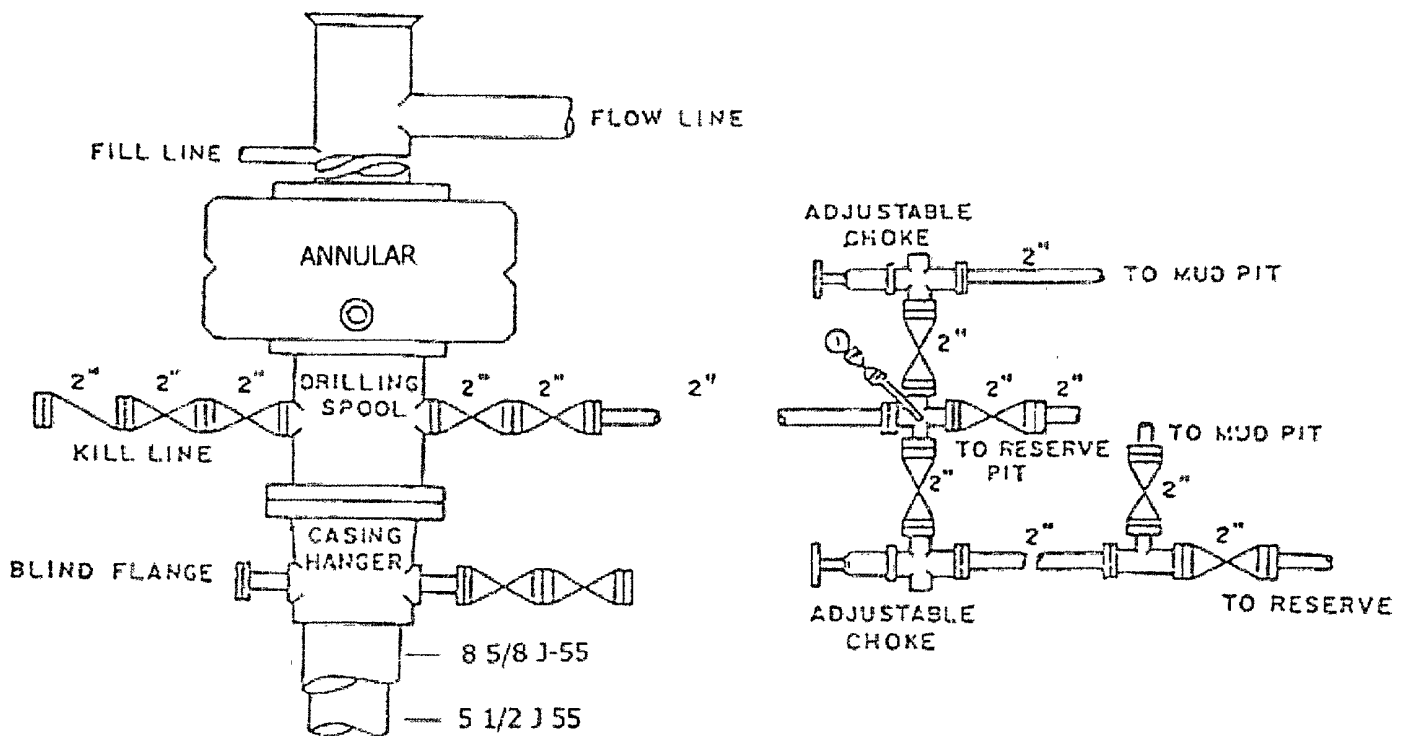 FLOW LINE
FILL LINE
ANNULAR
2" 2" 2" DRILLING 2" 2" 2"
SPOOL
KILL LINE
CASING
HANGER
BLIND FLANGE
8 5/8 J-55
5 1/2 J 55
ADJUSTABLE
CHOKE
2"
TO MUD PIT
2"
2" 2"
TO RESERVE
PIT
TO MUD PIT
2"
2"
2"
2"
TO RESERVE
ADJUSTABLE
CHOKE